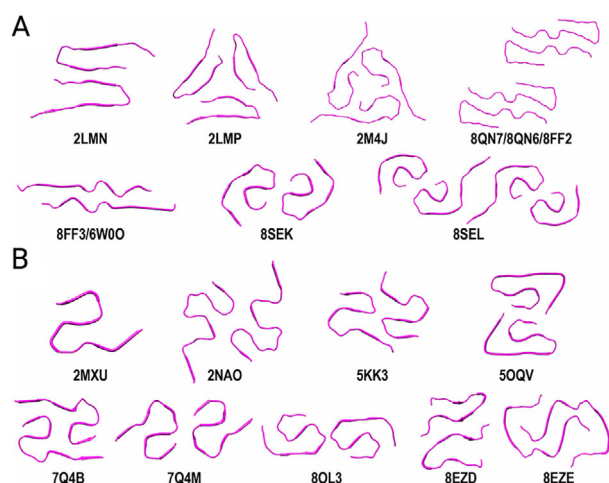 A
2LMN 2LMP 2M4J 8QN7/8QN6/8FF2
8FF3/6W0O 8SEK 8SEL
B
2MXU 2NAO 5KK3 5OQV
7Q4B 7Q4M 8OL3 8EZD 8EZE